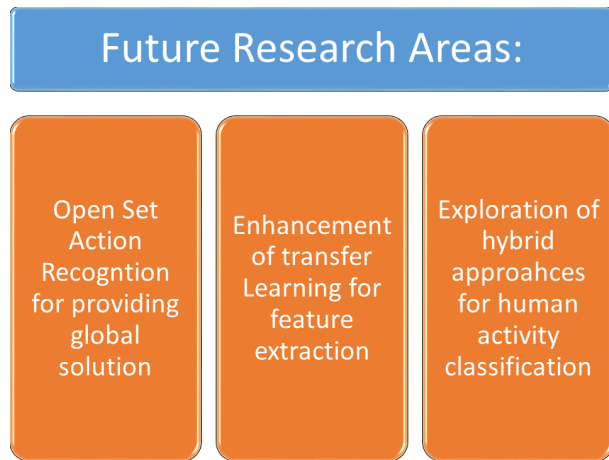 Future Research Areas:
Open Set
Action
Recogntion
for providing
global
solution
Enhancement
of transfer
Learning for
feature
extraction
Exploration of
hybrid
approahces
for human
activity
classification